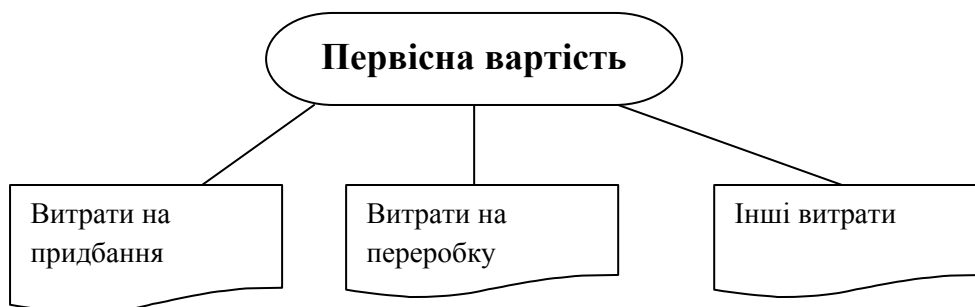 Первісна вартість
Витрати на
придбання
Витрати на
переробку
Інші витрати